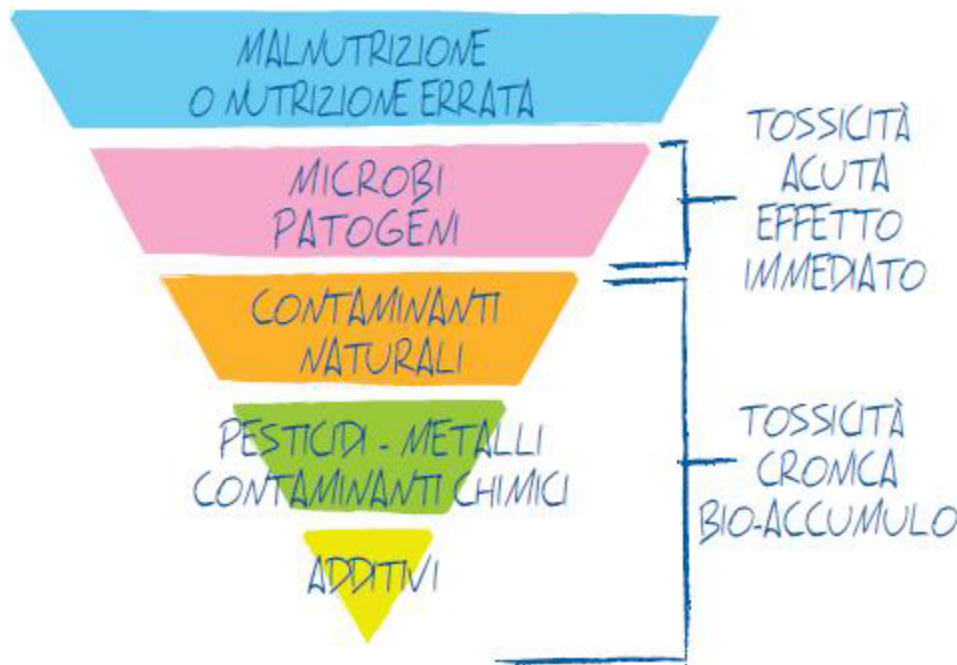 MALNUTRIZIONE
O NUTRIZIONE ERRATA
MICROBI
PATOGENI
TOSSICITÀ
ACUTA
EFFETTO
IMMEDIATO
CONTAMINANTI
NATURALI
PESTICIDI - METALLI
CONTAMINANTI CHIMICI
ADDITIVI
TOSSICITÀ
CRONICA
BIO-ACCUMULO